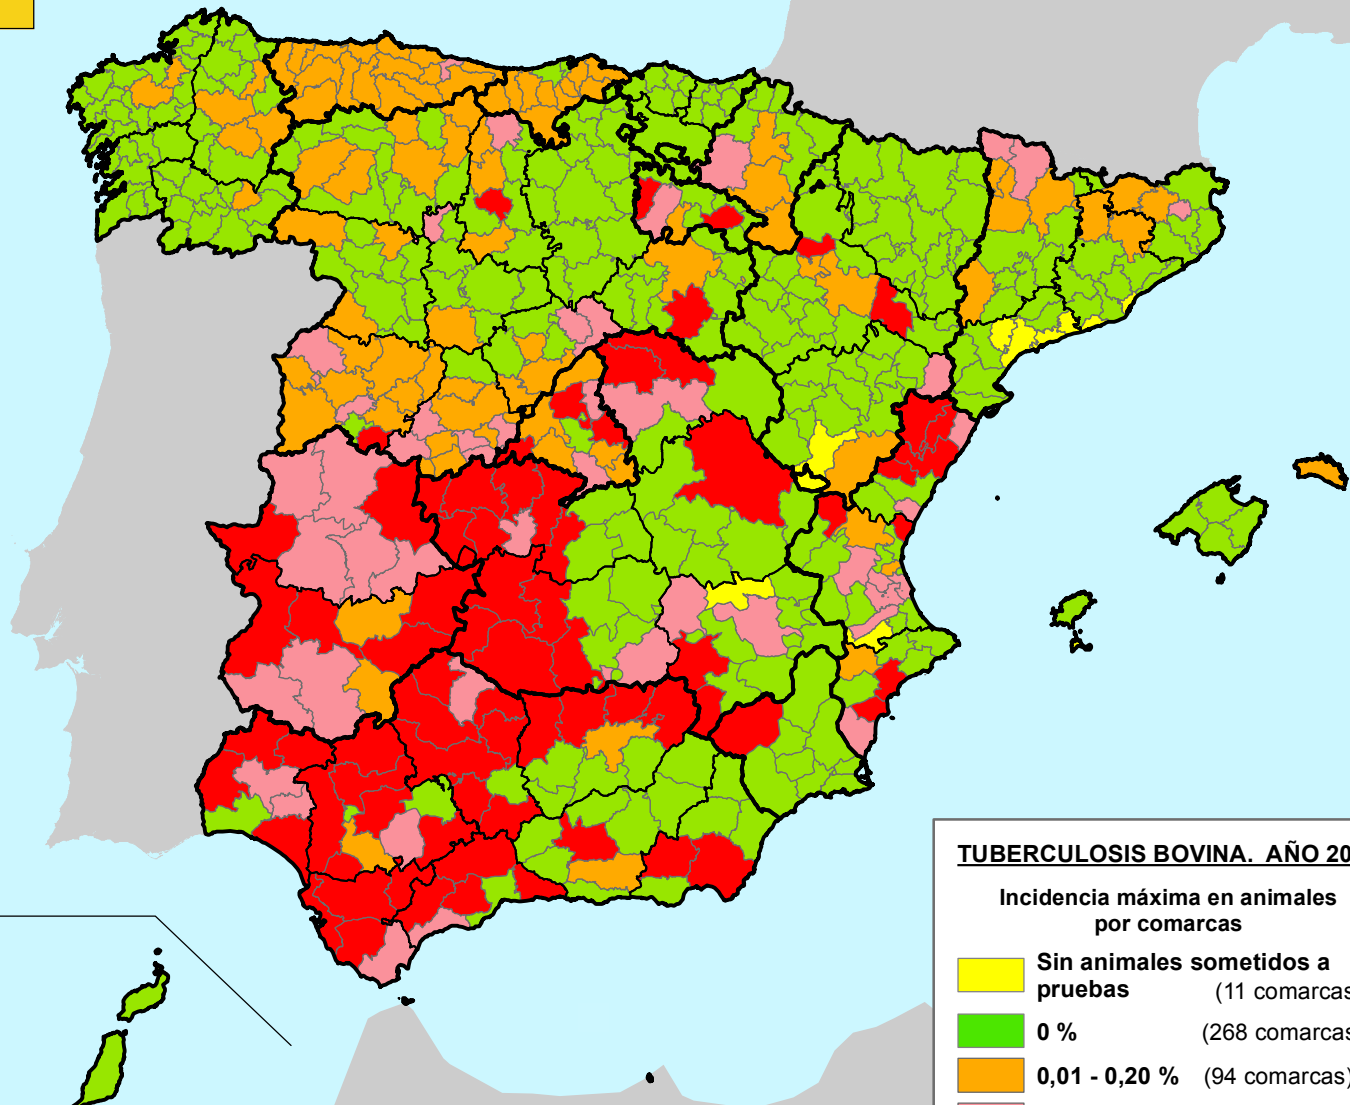 TUBERCULOSIS BOVINA. AÑO 20
Incidencia máxima en animales
por comarcas
Sin animales sometidos a
pruebas (11 comarcas
0 % (268 comarcas
0,01 - 0,20 % (94 comarcas)